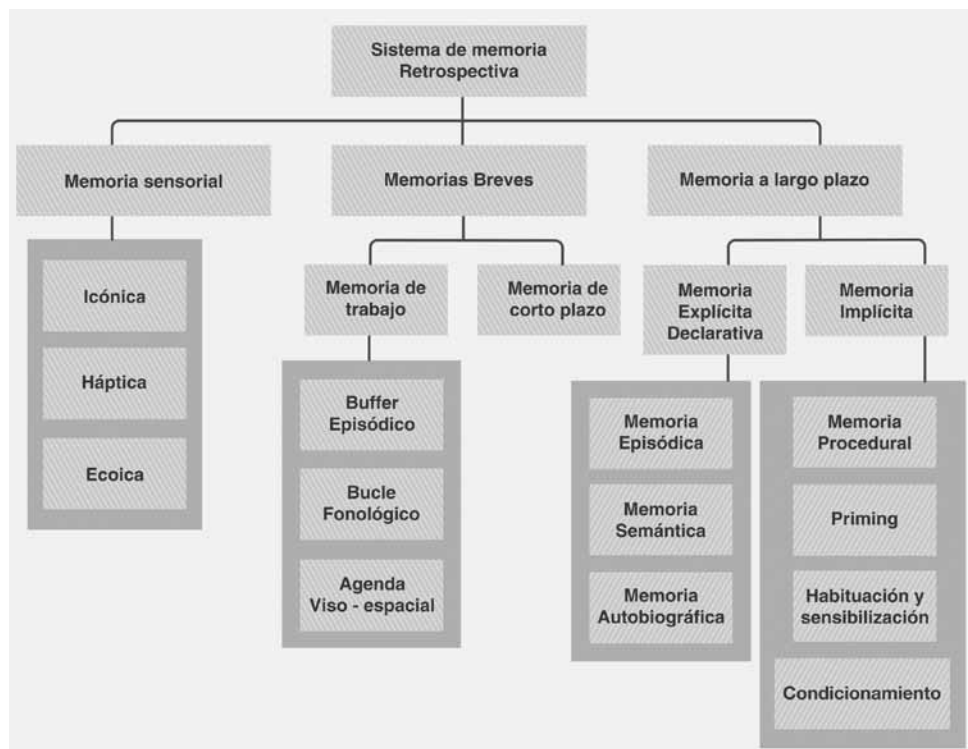 Sistema de memoria
Retrospectiva
Memoria sensorial
Memorias Breves
Memoria a largo plazo
Memoria de
trabajo
Memoria de
corto plazo
Memoria
Explícita
Declarativa
Memoria
Implícita
Icónica
Háptica
Ecoica
Buffer
Episódico
Bucle
Fonológico
Agenda
Viso - espacial
Memoria
Episódica
Memoria
Semántica
Memoria
Autobiográfica
Memoria
Procedural
Priming
Habituación y
sensibilización
Condicionamiento